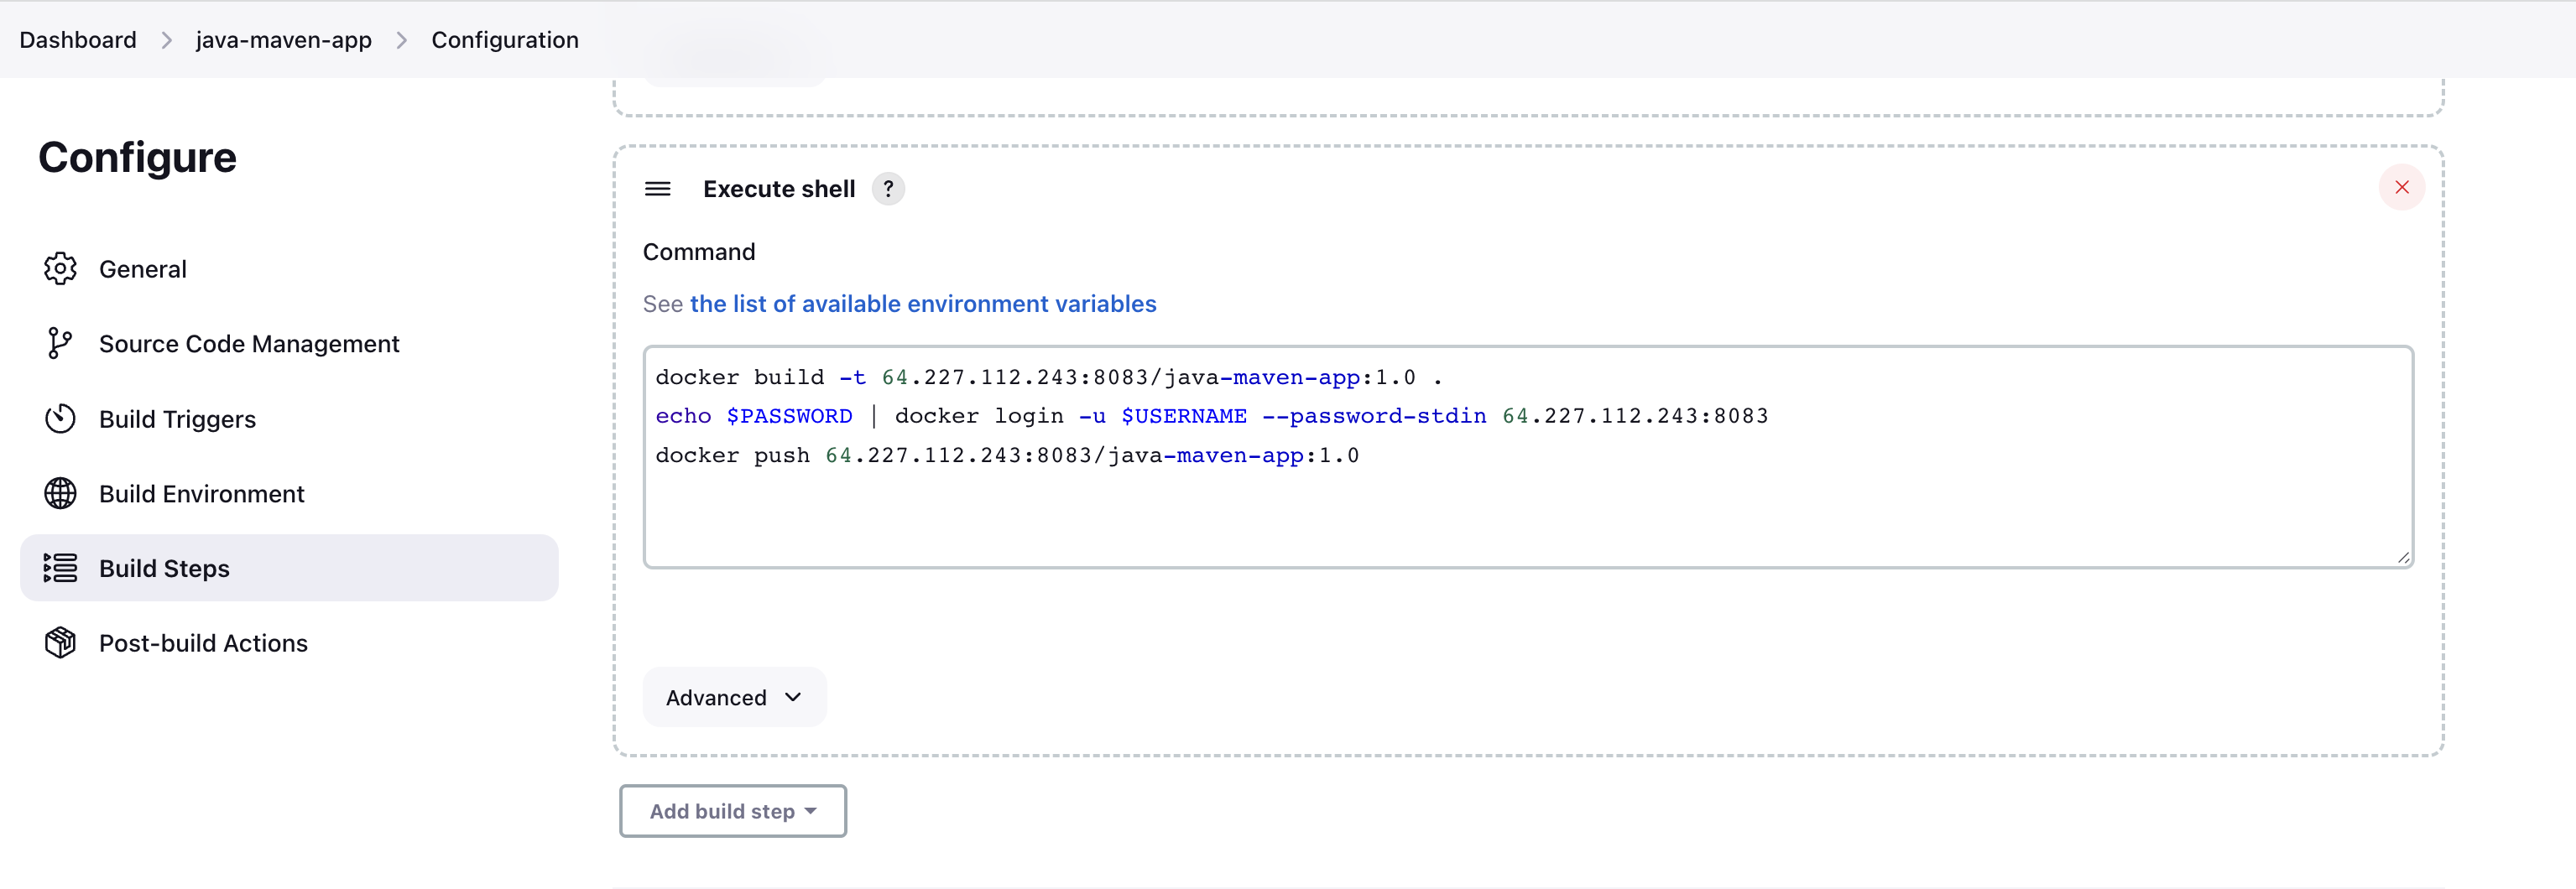 Dashboard > java-maven-app > Configuration
Configure
General
Source Code Management
Build Triggers
Build Environment
Build Steps
Post-build Actions
Execute shell ?
Command
See the list of available environment variables
docker build -t 64.227.112.243:8083/java-maven-app:1.0 .
echo $PASSWORD | docker login -u $USERNAME --password-stdin 64.227.112.243:8083
docker push 64.227.112.243:8083/java-maven-app:1.0
Advanced
Add build step